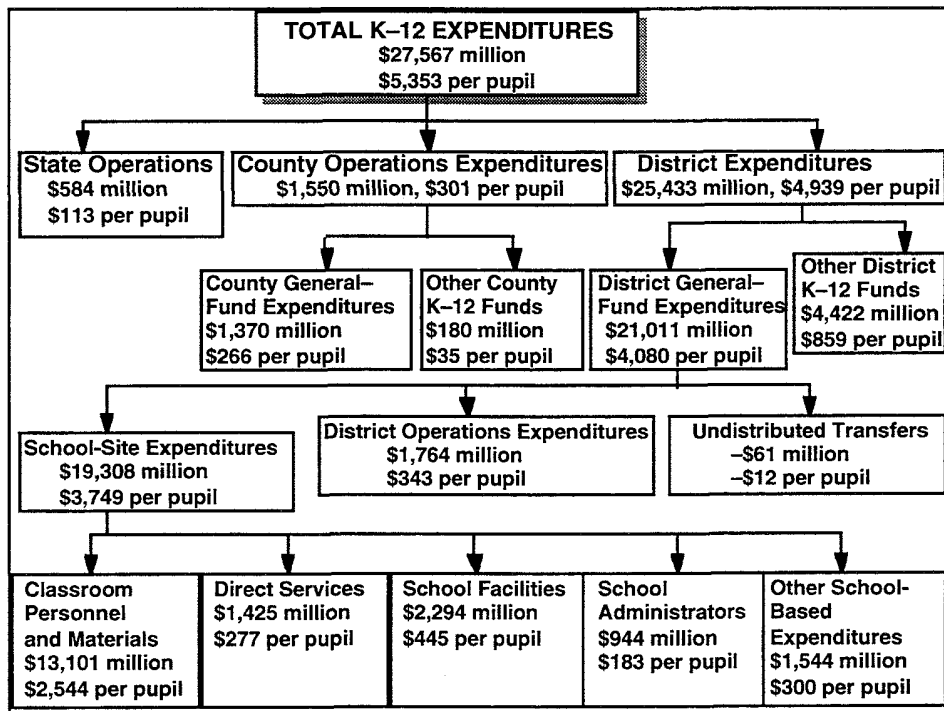 TOTAL K–12 EXPENDITURES
$27,567 million
$5,353 per pupil
State Operations
$584 million
$113 per pupil
County Operations Expenditures
$1,550 million, $301 per pupil
District Expenditures
$25,433 million, $4,939 per pupil
County General–
Fund Expenditures
$1,370 million
$266 per pupil
Other County
K–12 Funds
$180 million
$35 per pupil
District General–
Fund Expenditures
$21,011 million
$4,080 per pupil
Other District
K–12 Funds
$4,422 million
$859 per pupil
School-Site Expenditures
$19,308 million
$3,749 per pupil
District Operations Expenditures
$1,764 million
$343 per pupil
Undistributed Transfers
–$61 million
–$12 per pupil
Classroom
Personnel
and Materials
$13,101 million
$2,544 per pupil
Direct Services
$1,425 million
$277 per pupil
School Facilities
$2,294 million
$445 per pupil
School
Administrators
$944 million
$183 per pupil
Other School-
Based
Expenditures
$1,544 million
$300 per pupil